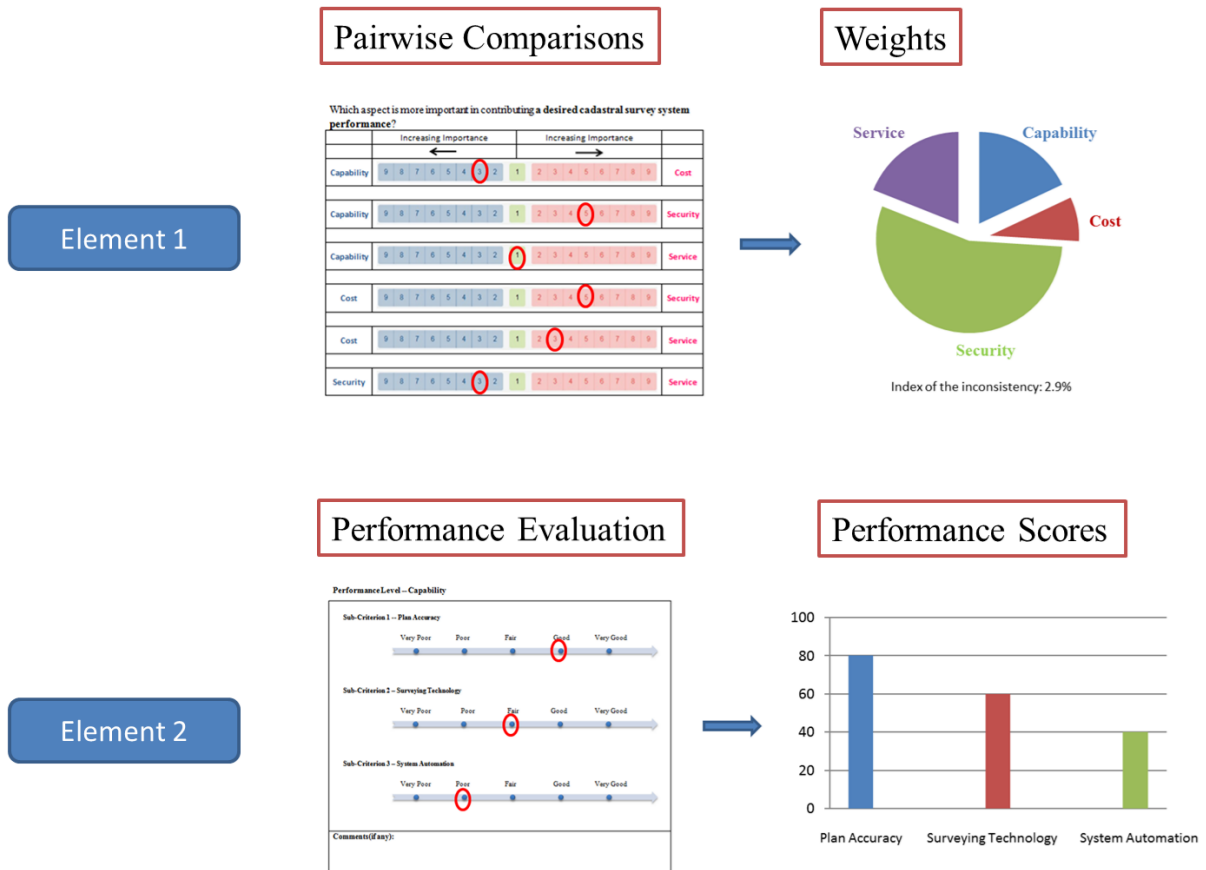 Pairwise Comparisons
Weights
Element 1
Which aspect is more important in contributing a desired cadastral survey system
performance?
Increasing Importance Increasing Importance
Capability 9 8 7 6 5 4 3 2 1 2 3 4 5 6 7 8 9 Cost
Capability 9 8 7 6 5 4 3 2 1 2 3 4 5 6 7 8 9 Security
Capability 9 8 7 6 5 4 3 2 1 2 3 4 5 6 7 8 9 Service
Cost 9 8 7 6 5 4 3 2 1 2 3 4 5 6 7 8 9 Security
Cost 9 8 7 6 5 4 3 2 1 2 3 4 5 6 7 8 9 Service
Security 9 8 7 6 5 4 3 2 1 2 3 4 5 6 7 8 9 Service
Service
Capability
Cost
Security
Index of the inconsistency: 2.9%
Performance Evaluation
Performance Scores
Element 2
Performance Level – Capability
Sub-Criterion 1 – Plan Accuracy
Very Poor Poor Fair Good Very Good
Sub-Criterion 2 – Surveying Technology
Very Poor Poor Fair Good Very Good
Sub-Criterion 3 – System Automation
Very Poor Poor Fair Good Very Good
Comments(if any):
100
80
60
40
20
0
Plan Accuracy Surveying Technology System Automation